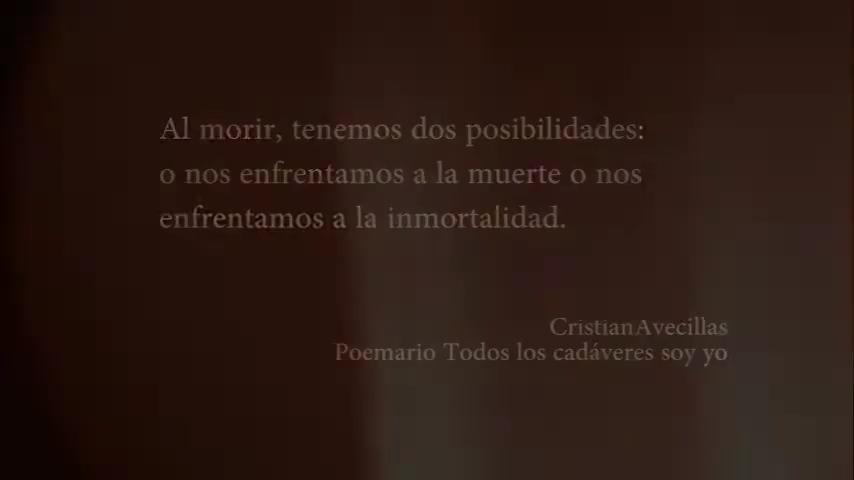 Al morir, tenemos dos posibilidades:
o nos enfrentamos a la muerte o nos
enfrentamos a la inmortalidad.
CristianAvecillas
Poemario Todos los cadáveres soy yo